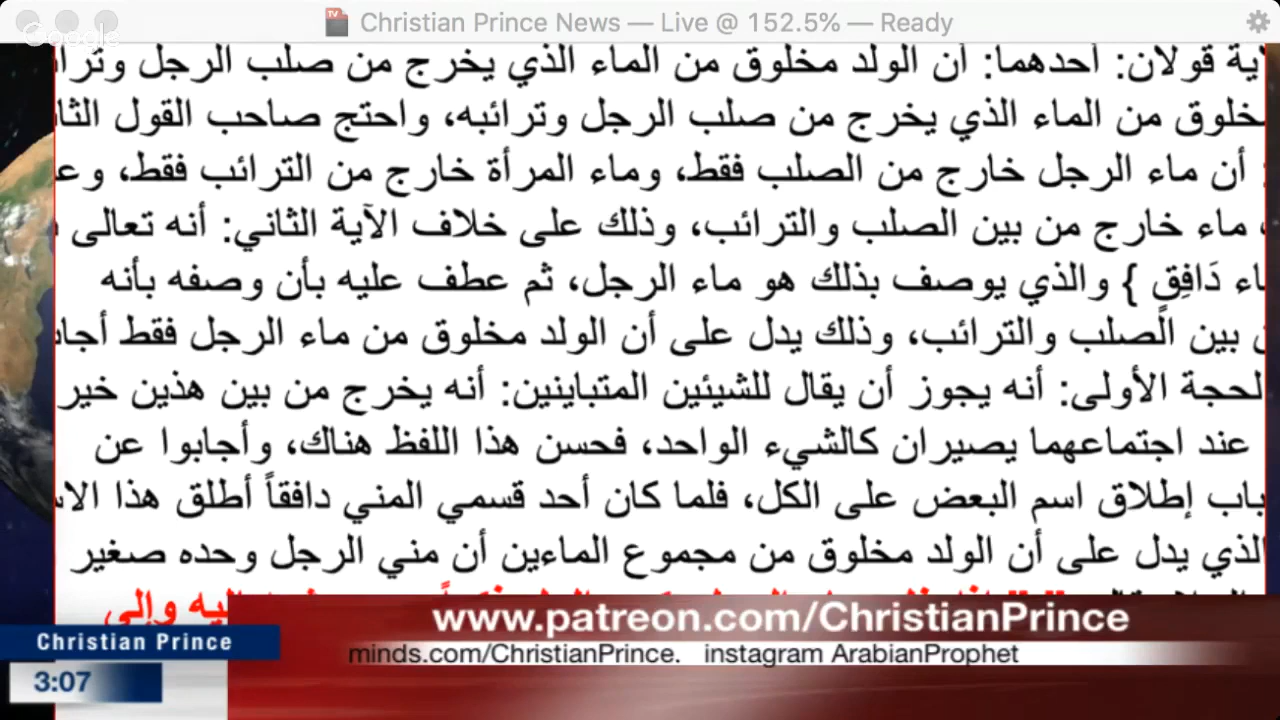 Christian Prince News — Live @ 152.5% — Ready
Google
ية قولان: أحدهما: أن الولد مخلوق من الماء الذي يخرج من صلب الرجل
خلوق من الماء الذي يخرج من صلب الرجل وترائبه، واحتج صاحب القول
أن ماء الرجل خارج من الصلب فقط، وماء المرأة خارج من الترائب فقط،
ماء خارج من بين الصلب والترائب، وذلك على خلاف الآية الثاني: أنه تعالى
اء دَافِقٍ } والذي يوصف بذلك هو ماء الرجل، ثم عطف عليه بأن وصفه بأنه
بين الصلب والترائب، وذلك يدل على أن الولد مخلوق من ماء الرجل فقط
لحجة الأولى: أنه يجوز أن يقال للشيئين المتباينين: أنه يخرج من بين هذين خير
عند اجتماعهما يصيران كالشيء الواحد، فحسن هذا اللفظ هناك، وأجابوا عن
باب إطلاق اسم البعض على الكل، فلما كان أحد قسمي المني دافقاً أطلق هذا
لذي يدل على أن الولد مخلوق من مجموع الماءين أن مني الرجل وحده صغير
وإلى
www.patreon.com/ChristianPrince
Christian Prince
minds.com/ChristianPrince. instagram ArabianProphet
3:07